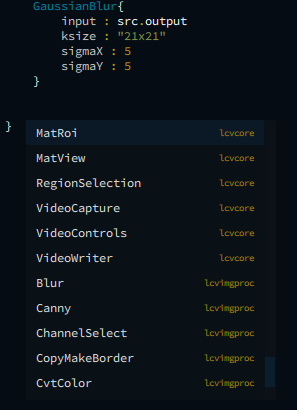 GaussianBlur{
input : src.output
ksize : "21x21"
sigmaX : 5
sigmaY : 5
}
}
MatRoi lcvcore
MatView lcvcore
RegionSelection lcvcore
VideoCapture lcvcore
VideoControls lcvcore
VideoWriter lcvcore
Blur lcvimgproc
Canny lcvimgproc
ChannelSelect lcvimgproc
CopyMakeBorder lcvimgproc
CvtColor lcvimgproc